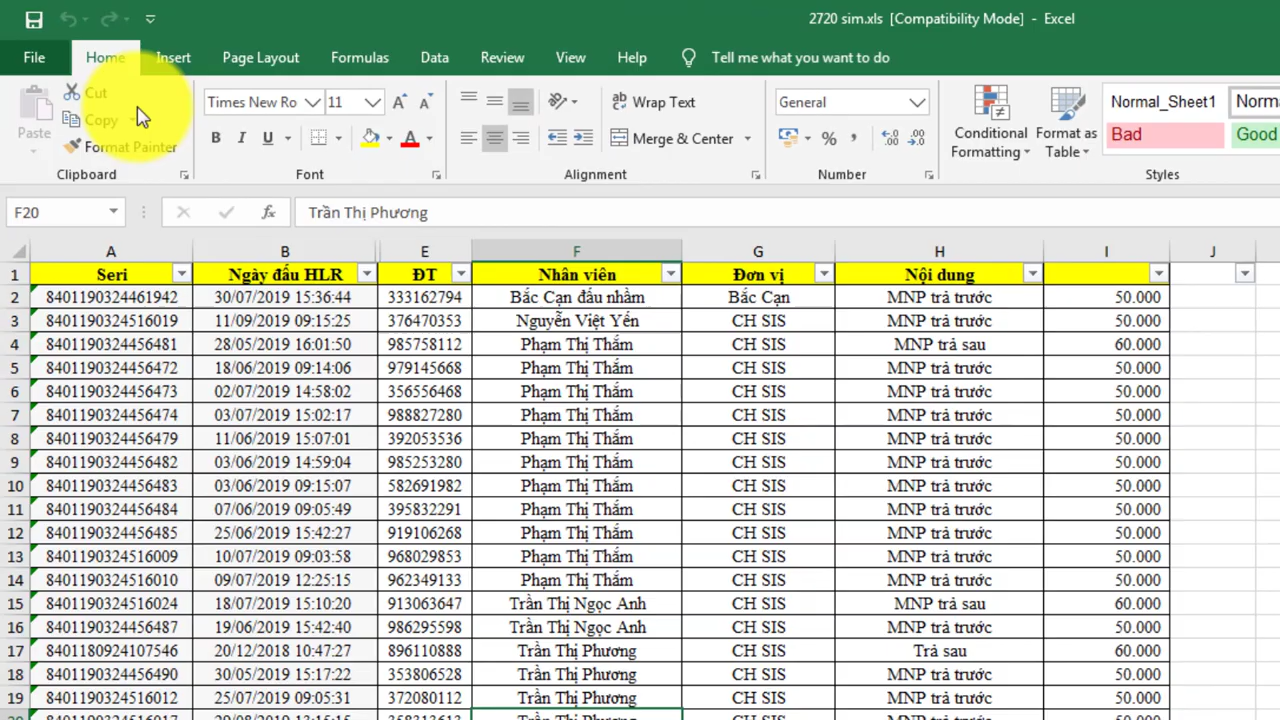 2720 sim.xls [Compatibility Mode] - Excel
File Home Insert Page Layout Formulas Data Review View Help Tell me what you want to do
Paste Cut Copy Format Painter
Clipboard
Times New Ro 11
B I U A
Font
Wrap Text
Merge & Center
Alignment
General
% ,
Number
Conditional Formatting Format as Table
Normal_Sheet1 Norm
Bad Good
Styles
F20 fx Trần Thị Phương
A B E F G H I J
1 Seri Ngày đấu HLR ĐT Nhân viên Đơn vị Nội dung
2 8401190324461942 30/07/2019 15:36:44 333162794 Bắc Cạn đấu nhầm Bắc Cạn MNP trả trước 50.000
3 8401190324516019 11/09/2019 09:15:25 376470353 Nguyễn Việt Yến CH SIS MNP trả trước 50.000
4 8401190324456481 28/05/2019 16:01:50 985758112 Phạm Thị Thắm CH SIS MNP trả sau 60.000
5 8401190324456472 18/06/2019 09:14:06 979145668 Phạm Thị Thắm CH SIS MNP trả trước 50.000
6 8401190324456473 02/07/2019 14:58:02 356556468 Phạm Thị Thắm CH SIS MNP trả trước 50.000
7 8401190324456474 03/07/2019 15:02:17 988827280 Phạm Thị Thắm CH SIS MNP trả trước 50.000
8 8401190324456479 11/06/2019 15:07:01 392053536 Phạm Thị Thắm CH SIS MNP trả trước 50.000
9 8401190324456482 03/06/2019 14:59:04 985253280 Phạm Thị Thắm CH SIS MNP trả trước 50.000
10 8401190324456483 03/06/2019 09:15:07 582691982 Phạm Thị Thắm CH SIS MNP trả trước 50.000
11 8401190324456484 07/06/2019 09:05:49 395832291 Phạm Thị Thắm CH SIS MNP trả trước 50.000
12 8401190324456485 25/06/2019 15:42:27 919106268 Phạm Thị Thắm CH SIS MNP trả trước 50.000
13 8401190324516009 10/07/2019 09:03:58 968029853 Phạm Thị Thắm CH SIS MNP trả trước 50.000
14 8401190324516010 09/07/2019 12:25:15 962349133 Phạm Thị Thắm CH SIS MNP trả trước 50.000
15 8401190324516024 18/07/2019 15:10:20 913063647 Trần Thị Ngọc Anh CH SIS MNP trả sau 60.000
16 8401190324456487 19/06/2019 15:42:40 986295598 Trần Thị Ngọc Anh CH SIS MNP trả trước 50.000
17 8401180924107546 20/12/2018 10:47:27 896110888 Trần Thị Phương CH SIS Trả sau 60.000
18 8401190324456490 30/05/2019 15:17:22 353806528 Trần Thị Phương CH SIS MNP trả trước 50.000
19 8401190324516012 25/07/2019 09:05:31 372080112 Trần Thị Phương CH SIS MNP trả trước 50.000